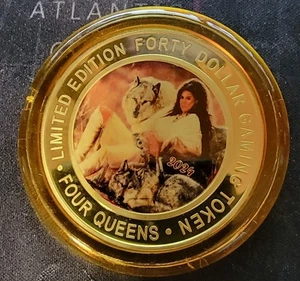 ATLANT
LIMITED EDITION FORTY DOLLAR GAMING TOKEN
• FOUR QUEENS •
2024